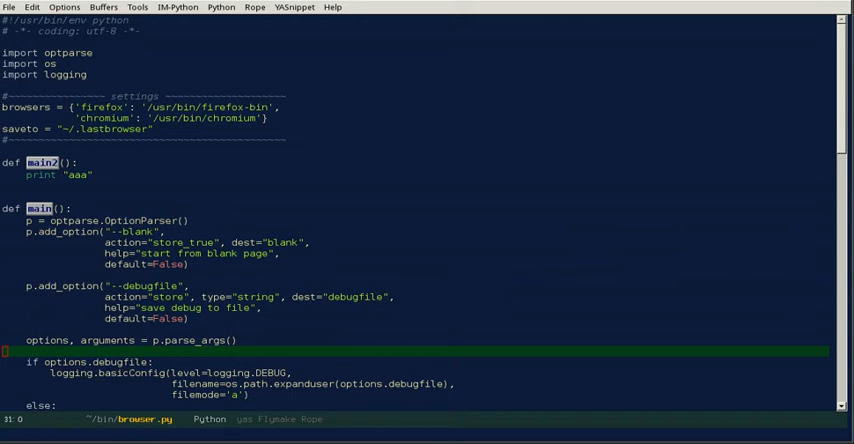 File Edit Options Buffers Tools IM-Python Python Rope YASnippet Help
#!/usr/bin/env python
# -*- coding: utf-8 -*-
import optparse
import os
import logging
#~~~~~~~~~~~~~~~~ settings ~~~~~~~~~~~~~~~~~~~~
browsers = {'firefox': '/usr/bin/firefox-bin',
            'chromium': '/usr/bin/chromium'}
saveto = "~/.lastbrowser"
#~~~~~~~~~~~~~~~~~~~~~~~~~~~~~~~~~~~~~~~~~~~~~~
def main2():
    print "aaa"
def main():
    p = optparse.OptionParser()
    p.add_option("--blank",
                 action="store_true", dest="blank",
                 help="start from blank page",
                 default=False)
    p.add_option("--debugfile",
                 action="store", type="string", dest="debugfile",
                 help="save debug to file",
                 default=False)
    options, arguments = p.parse_args()
    if options.debugfile:
        logging.basicConfig(level=logging.DEBUG,
                            filename=os.path.expanduser(options.debugfile),
                            filemode='a')
    else:
31: 0 ~/bin/browser.py Python yas Flymake Rope